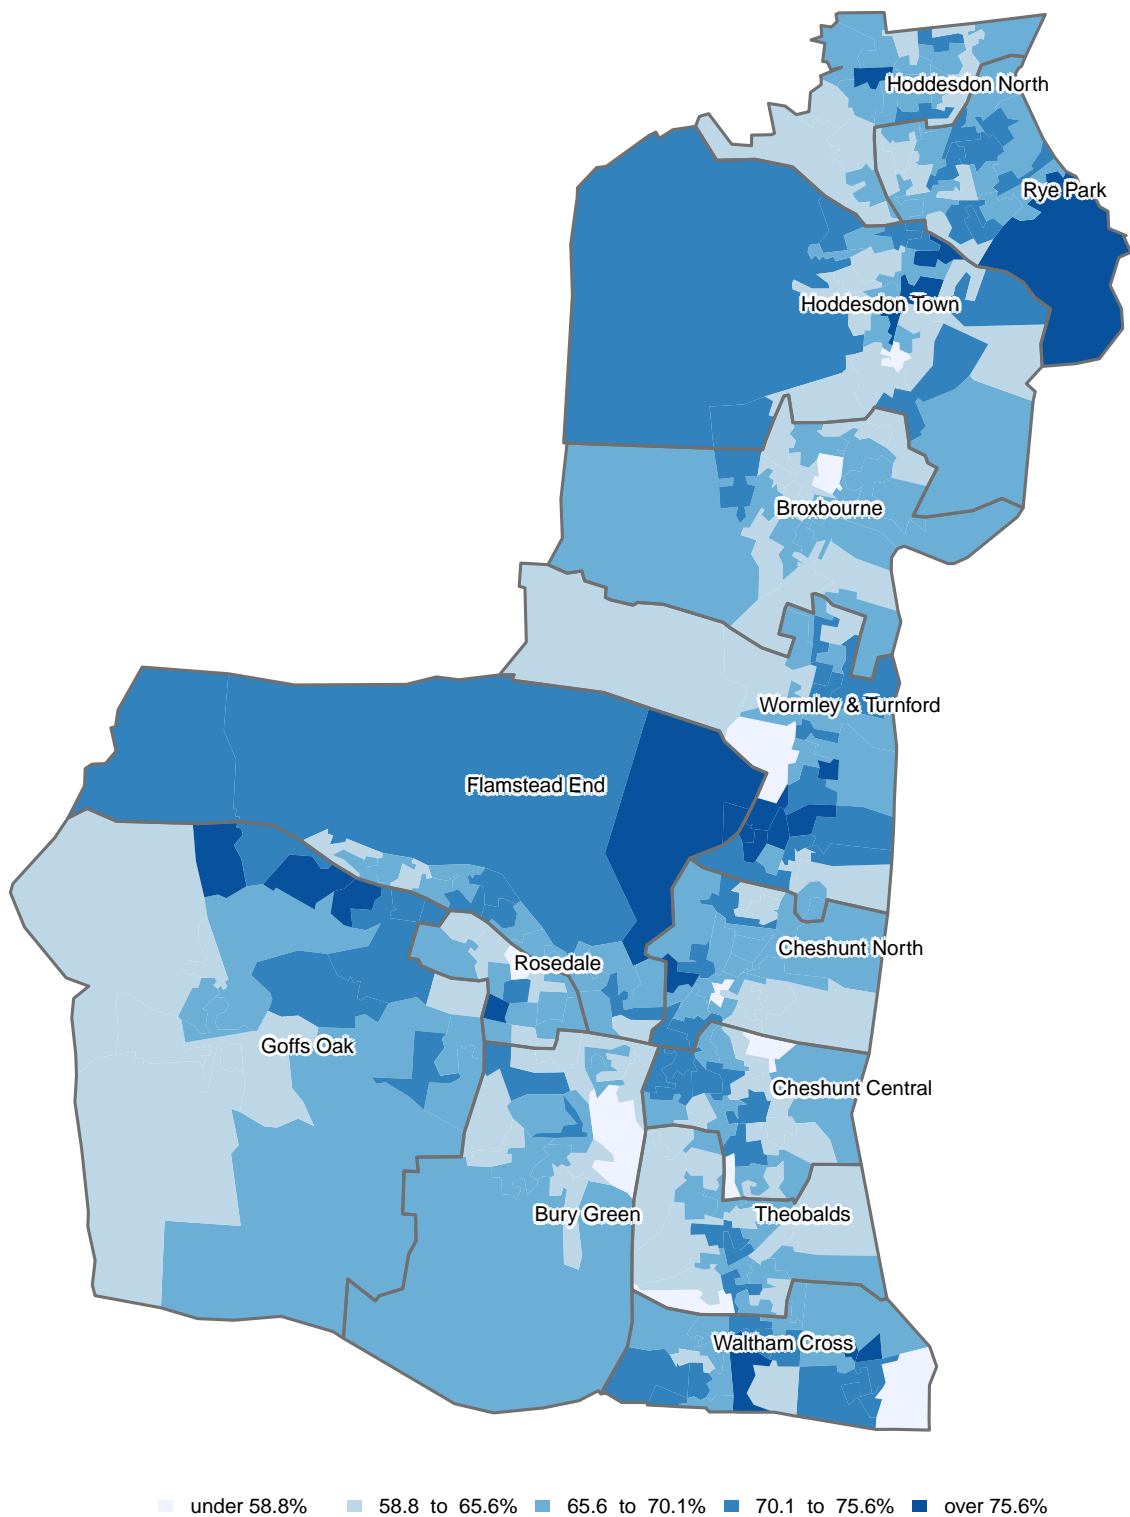 Hoddesdon North
Rye Park
Hoddesdon Town
Broxbourne
Wormley & Turnford
Flamstead End
Cheshunt North
Rosedale
Goffs Oak
Cheshunt Central
Bury Green
Theobalds
Waltham Cross
under 58.8% 58.8 to 65.6% 65.6 to 70.1% 70.1 to 75.6% over 75.6%